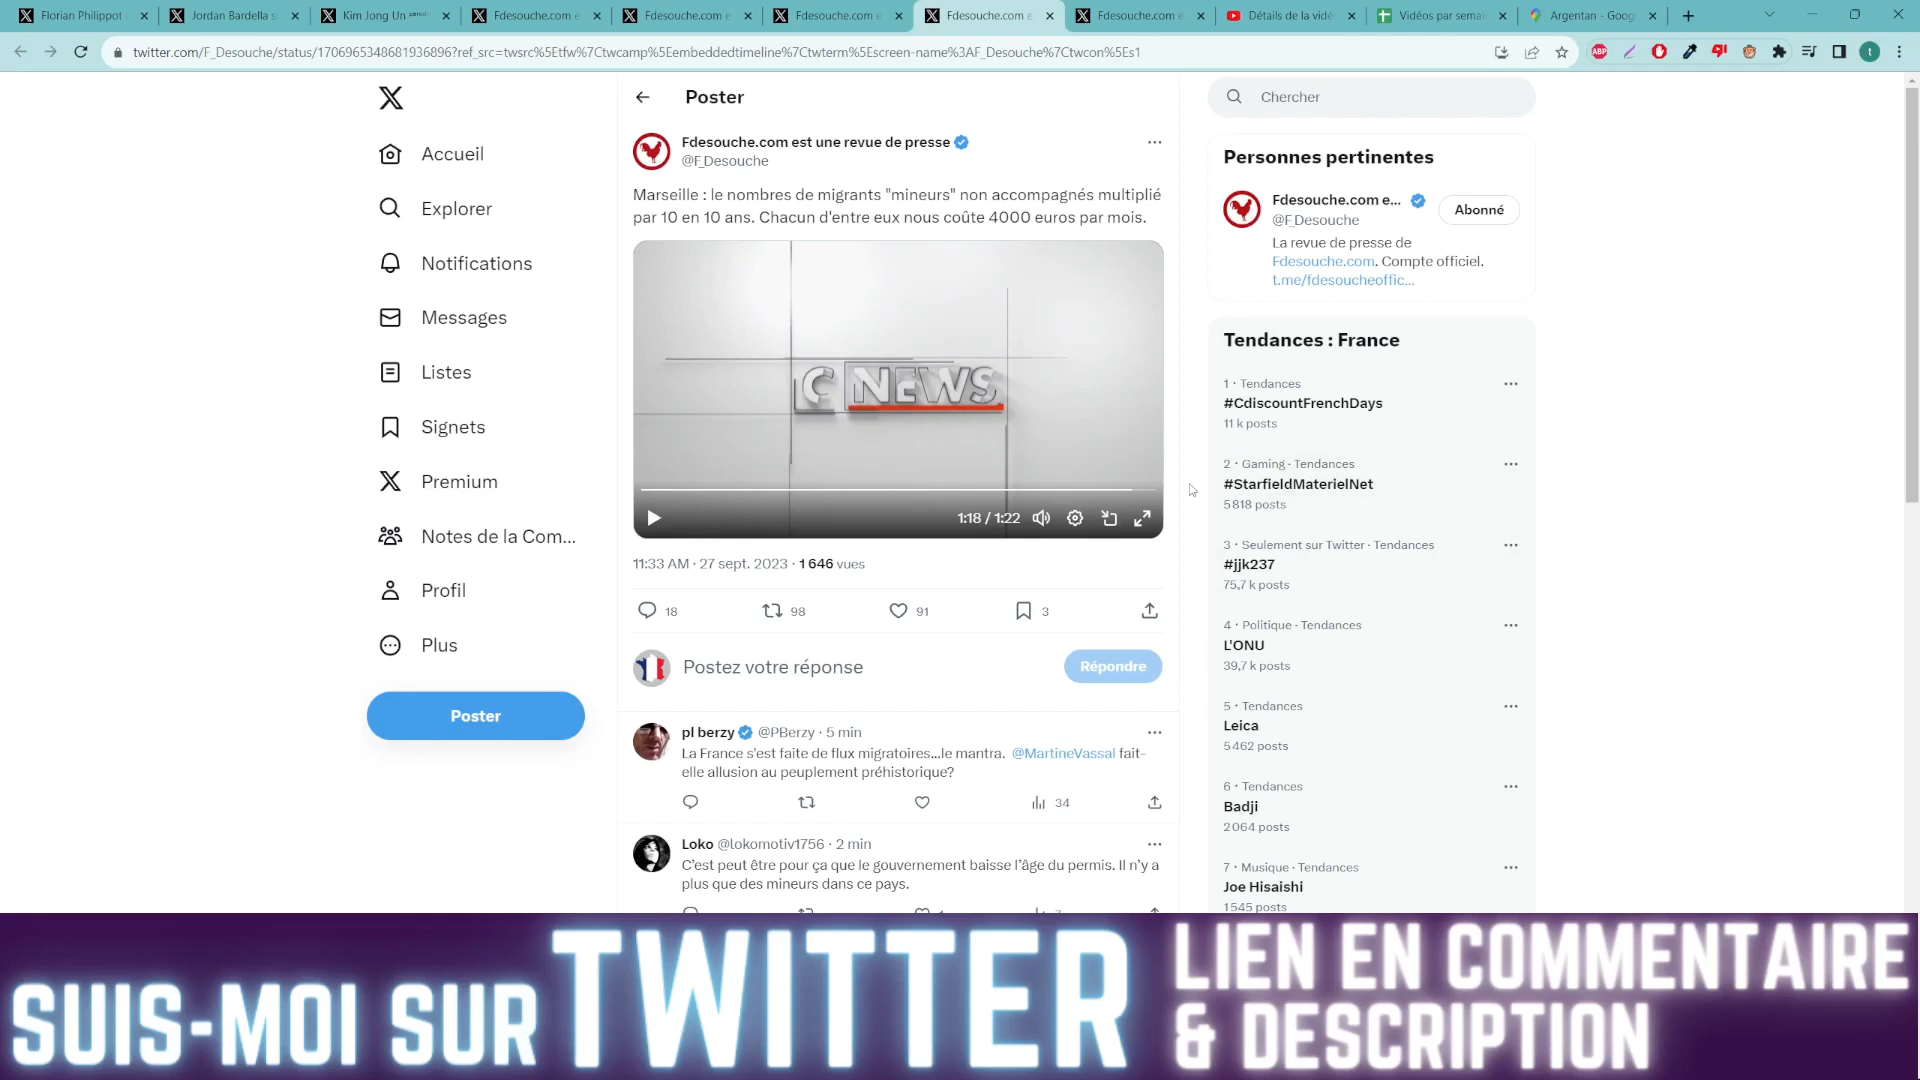 Florian Philippot
Jordan Bardella s
Kim Jong Un parodi
Fdesouche.com e
Fdesouche.com e
Fdesouche.com e
Fdesouche.com e
Fdesouche.com e
Détails de la vidé
Vidéos par semai
Argentan - Goog
twitter.com/F_Desouche/status/1706965348681936896?ref_src=twsrc%5Etfw%7Ctwcamp%5Eembeddedtimeline%7Ctwterm%5Escreen-name%3AF_Desouche%7Ctwcon%5Es1
ABP
t
Accueil
Explorer
Notifications
Messages
Listes
Signets
Premium
Notes de la Com...
Profil
Plus
Poster
Poster
Fdesouche.com est une revue de presse
@F_Desouche
Marseille : le nombres de migrants "mineurs" non accompagnés multiplié
par 10 en 10 ans. Chacun d'entre eux nous coûte 4000 euros par mois.
C NEWS
1:18 / 1:22
11:33 AM · 27 sept. 2023 · 1 646 vues
18
98
91
3
Postez votre réponse
Répondre
pl berzy @PBerzy · 5 min
La France s'est faite de flux migratoires...le mantra. @MartineVassal fait-
elle allusion au peuplement préhistorique?
34
Loko @lokomotiv1756 · 2 min
C'est peut être pour ça que le gouvernement baisse l'âge du permis. Il n'y a
plus que des mineurs dans ce pays.
Chercher
Personnes pertinentes
Fdesouche.com e...
@F_Desouche
Abonné
La revue de presse de
Fdesouche.com. Compte officiel.
t.me/fdesoucheoffic...
Tendances : France
1 · Tendances
#CdiscountFrenchDays
11 k posts
2 · Gaming · Tendances
#StarfieldMaterielNet
5 818 posts
3 · Seulement sur Twitter · Tendances
#jjk237
75,7 k posts
4 · Politique · Tendances
L'ONU
39,7 k posts
5 · Tendances
Leica
5 462 posts
6 · Tendances
Badji
2 064 posts
7 · Musique · Tendances
Joe Hisaishi
1 545 posts
SUIS-MOI SUR TWITTER
LIEN EN COMMENTAIRE
& DESCRIPTION